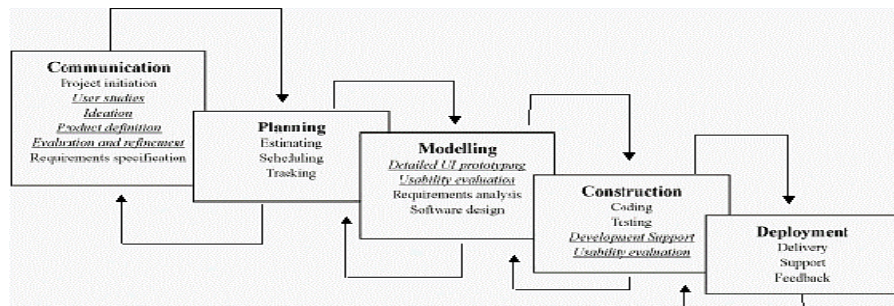 Communication
Project initiation
User studies
Ideation
Product definition
Evaluation and refinement
Requirements specification
Planning
Estimating
Scheduling
Tracking
Modelling
Detailed UI prototyping
Usability evaluation
Requirements analysis
Software design
Construction
Coding
Testing
Development Support
Usability evaluation
Deployment
Delivery
Support
Feedback